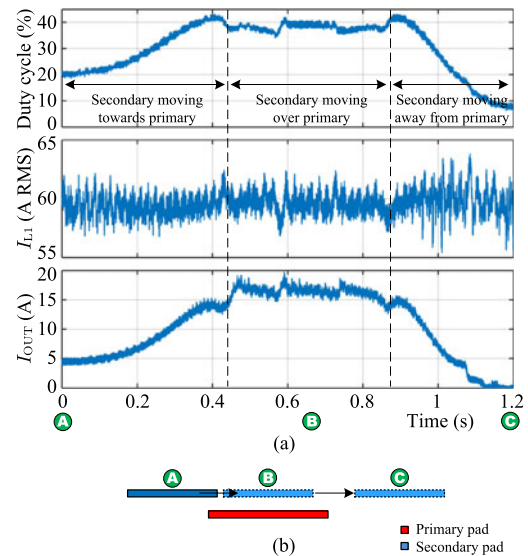 (a)
Duty cycle (%)
40
30
20
10
0
Secondary moving towards primary
Secondary moving over primary
Secondary moving away from primary
I_L1 (A RMS)
65
60
55
I_OUT (A)
20
15
10
5
0
0
0.2
0.4
0.6
0.8
1.2
Time (s)
A
B
C
(a)
A
B
C
(b)
Primary pad
Secondary pad